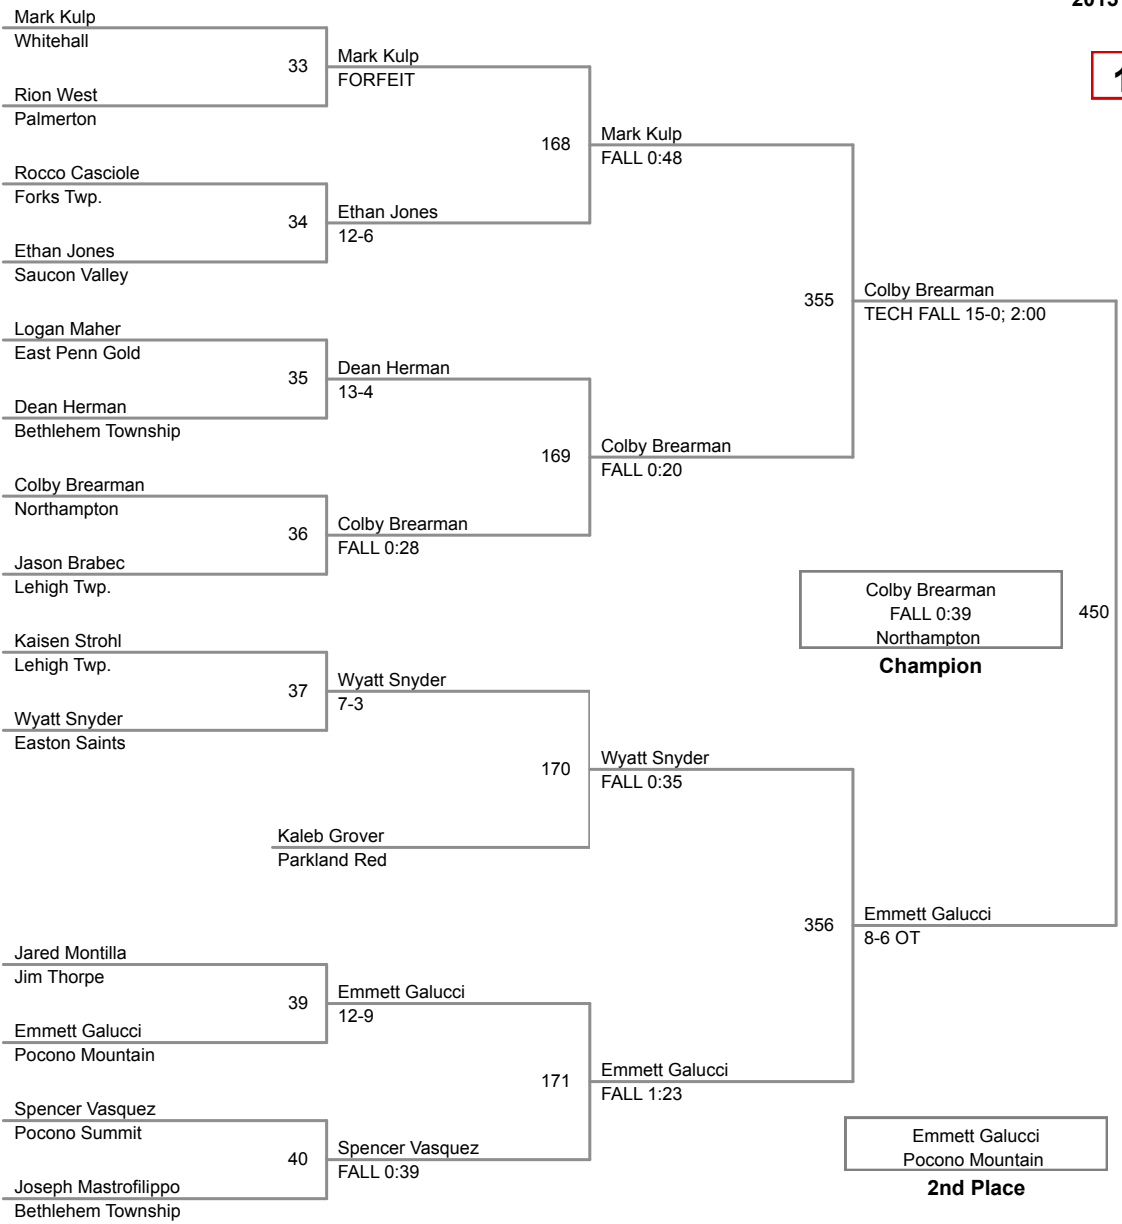 2015
1
Mark Kulp
Whitehall
33
Rion West
Palmerton
Mark Kulp
FORFEIT
Rocco Casciole
Forks Twp.
34
Ethan Jones
Saucon Valley
Ethan Jones
12-6
168
Mark Kulp
FALL 0:48
Logan Maher
East Penn Gold
35
Dean Herman
Bethlehem Township
Dean Herman
13-4
Colby Brearman
Northampton
36
Jason Brabec
Lehigh Twp.
Colby Brearman
FALL 0:28
169
Colby Brearman
FALL 0:20
355
Colby Brearman
TECH FALL 15-0; 2:00
Kaisen Strohl
Lehigh Twp.
37
Wyatt Snyder
Easton Saints
Wyatt Snyder
7-3
170
Kaleb Grover
Parkland Red
Wyatt Snyder
FALL 0:35
Jared Montilla
Jim Thorpe
39
Emmett Galucci
Pocono Mountain
Emmett Galucci
12-9
Spencer Vasquez
Pocono Summit
40
Joseph Mastrofilippo
Bethlehem Township
Spencer Vasquez
FALL 0:39
171
Emmett Galucci
FALL 1:23
356
Emmett Galucci
8-6 OT
450
Colby Brearman
FALL 0:39
Northampton
Champion
Emmett Galucci
Pocono Mountain
2nd Place